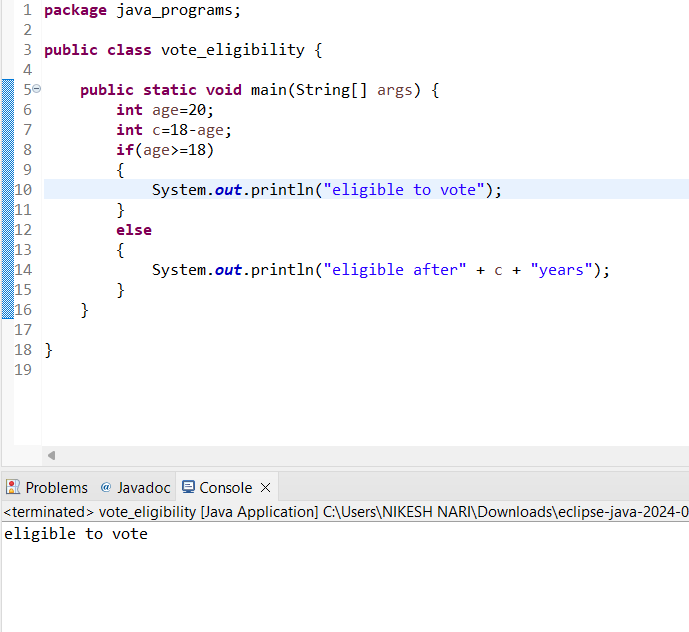 1 package java_programs;
2
3 public class vote_eligibility {
4
5 public static void main(String[] args) {
6 int age=20;
7 int c=18-age;
8 if(age>=18)
9 {
10 System.out.println("eligible to vote");
11 }
12 else
13 {
14 System.out.println("eligible after" + c + "years");
15 }
16 }
17
18 }
19
Problems @ Javadoc Console
<terminated> vote_eligibility [Java Application] C:\Users\NIKESH NARI\Downloads\eclipse-java-2024-0
eligible to vote